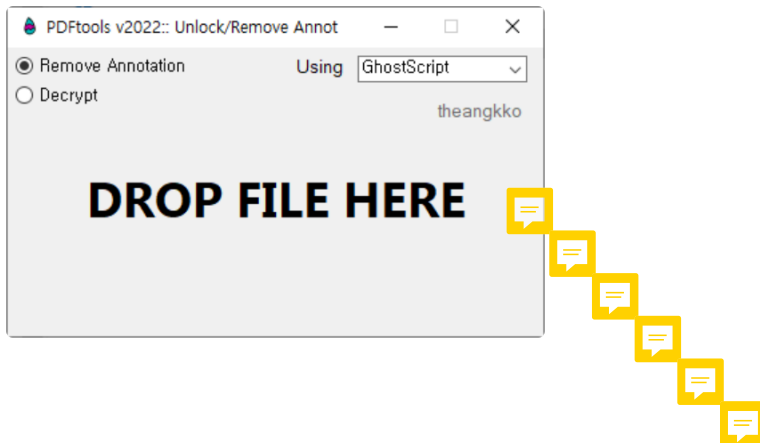 PDFtools v2022:: Unlock/Remove Annot
Remove Annotation Using GhostScript
Decrypt
theangkko
DROP FILE HERE